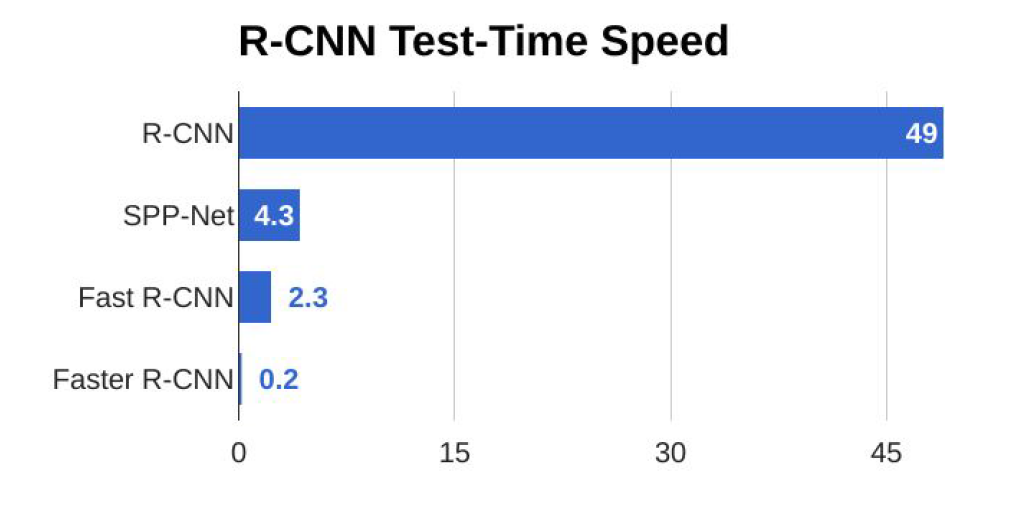 R-CNN Test-Time Speed
R-CNN 49
SPP-Net 4.3
Fast R-CNN 2.3
Faster R-CNN 0.2
0 15 30 45